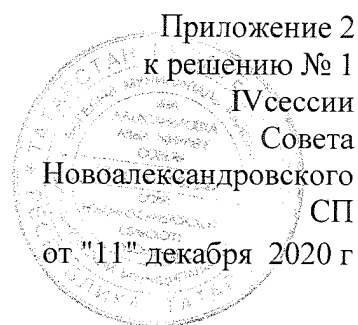 Приложение 2
к решению № 1
IVсессии
Совета
Новоалександровского
СП
от "11" декабря 2020 г